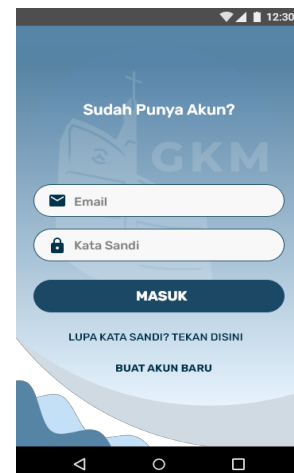 12:30
Sudah Punya Akun?
GKM
Email
Kata Sandi
MASUK
LUPA KATA SANDI? TEKAN DISINI
BUAT AKUN BARU